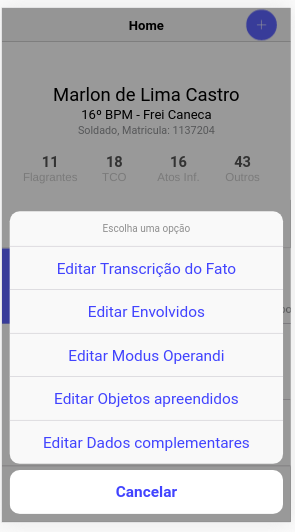 Home
+
Marlon de Lima Castro
16º BPM - Frei Caneca
Soldado, Matricula: 1137204
11 18 16 43
Flagrantes TCO Atos Inf. Outros
Escolha uma opção
Editar Transcrição do Fato
Editar Envolvidos
Editar Modus Operandi
Editar Objetos apreendidos
Editar Dados complementares
Cancelar